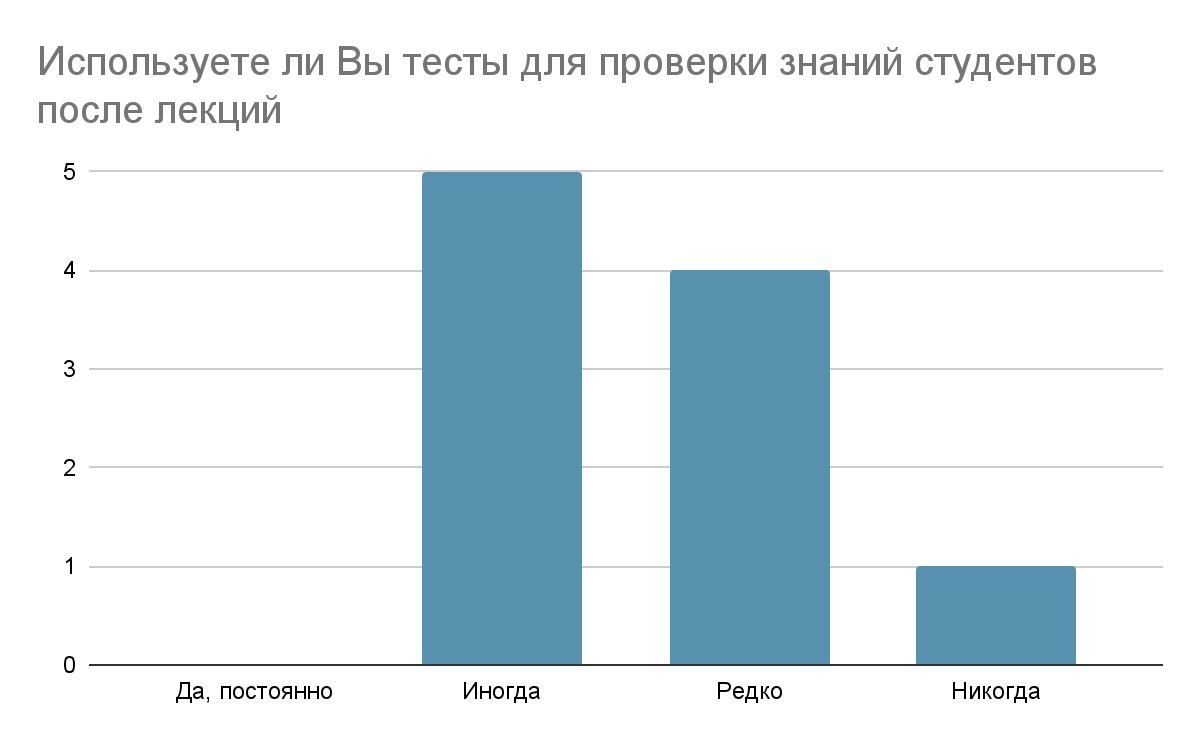 Используете ли Вы тесты для проверки знаний студентов
после лекций
5
4
3
2
1
0
Да, постоянно
Иногда
Редко
Никогда